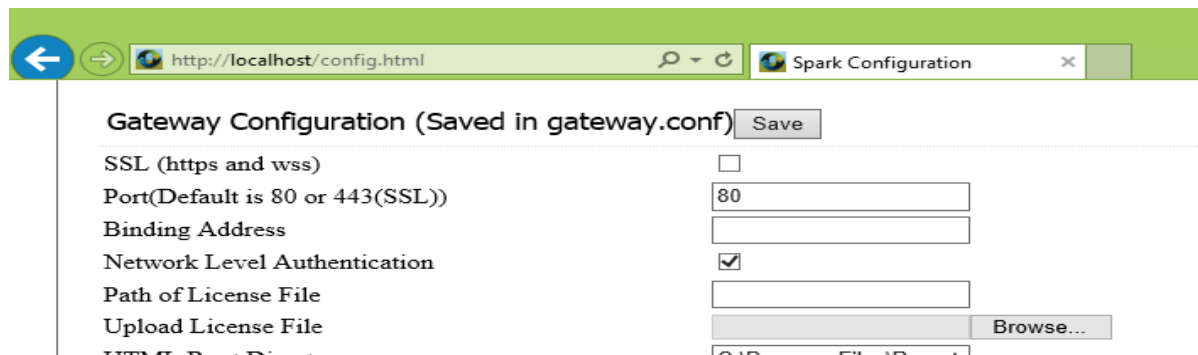 http://localhost/config.html
Spark Configuration
Gateway Configuration (Saved in gateway.conf) Save
SSL (https and wss)
Port(Default is 80 or 443(SSL)) 80
Binding Address
Network Level Authentication
Path of License File
Upload License File Browse...